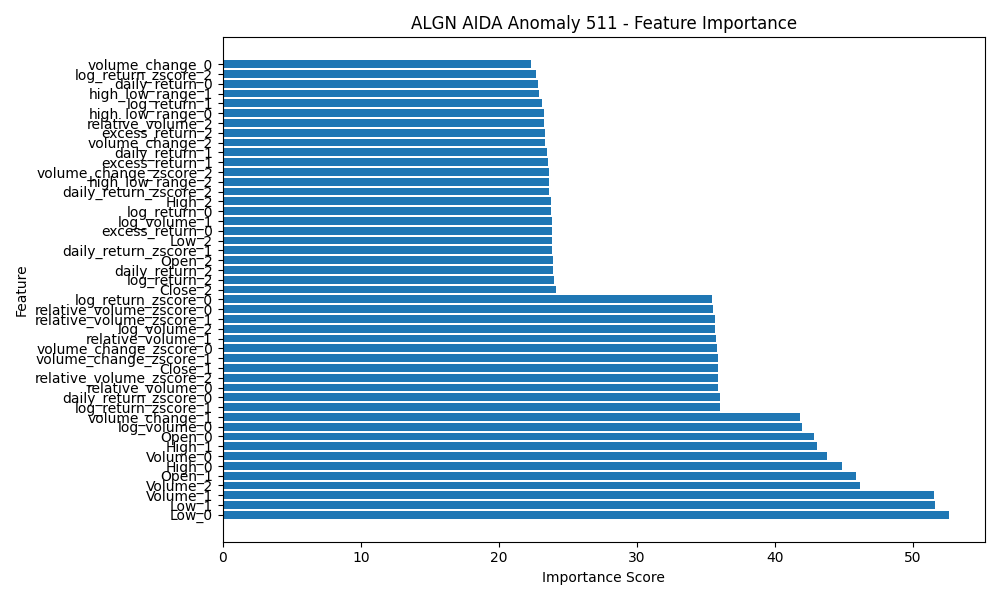 ALGN AIDA Anomaly 511 - Feature Importance
volume_change_0
log_return_zscore_2
daily_return_0
high_low_range_1
log_return_1
high_low_range_0
relative_volume_2
excess_return_2
volume_change_2
daily_return_1
excess_return_1
volume_change_zscore_2
high_low_range_2
daily_return_zscore_2
High_2
log_return_0
log_volume_1
excess_return_0
Low_2
daily_return_zscore_1
Open_2
daily_return_2
log_return_2
Close_2
log_return_zscore_0
relative_volume_zscore_0
relative_volume_zscore_1
log_volume_2
relative_volume_1
volume_change_zscore_0
volume_change_zscore_1
Close_1
relative_volume_zscore_2
relative_volume_0
daily_return_zscore_0
log_return_zscore_1
volume_change_1
log_volume_0
Open_0
High_1
Volume_0
High_0
Open_1
Volume_2
Volume_1
Low_1
Low_0
Feature
0 10 20 30 40 50
Importance Score